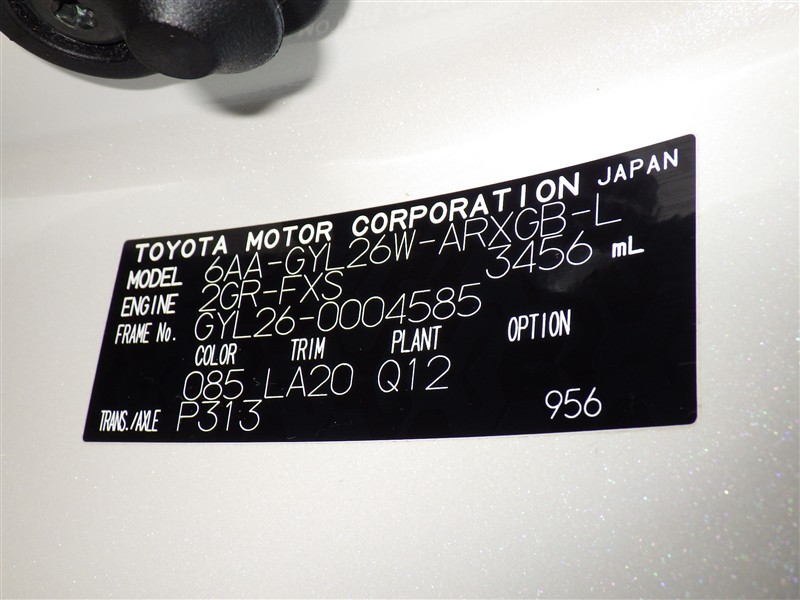 TOYOTA MOTOR CORPORATION JAPAN
MODEL 6AA-GYL26W-ARXGB-L
ENGINE 2GR-FXS 3456 mL
FRAME No. GYL26-0004585
COLOR TRIM PLANT OPTION
085 LA20 Q12
TRANS./AXLE P313 956